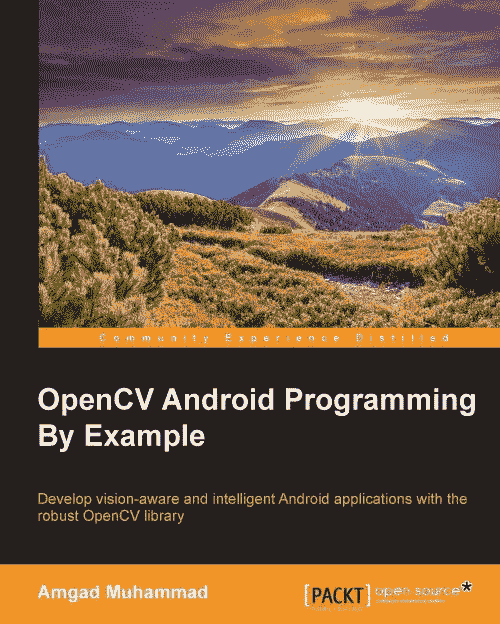 Community Experience Distilled
OpenCV Android Programming
By Example
Develop vision-aware and intelligent Android applications with the
robust OpenCV library
Amgad Muhammad
[PACKT] open source*